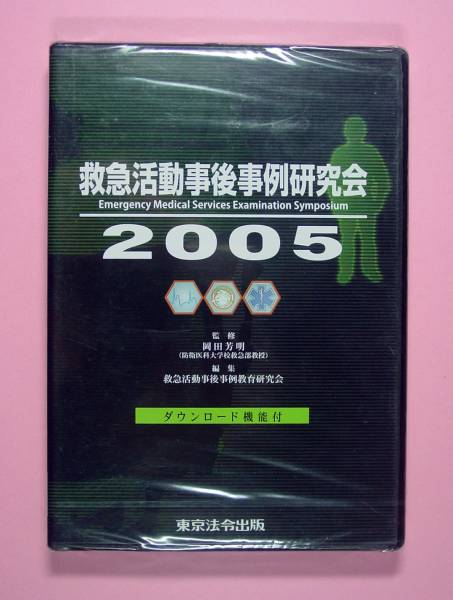 救急活動事後事例研究会
Emergency Medical Services Examination Symposium
2005
監修
岡田芳明
(防衛医科大学校救急部教授)
編集
救急活動事後事例教育研究会
ダウンロード機能付
東京法令出版